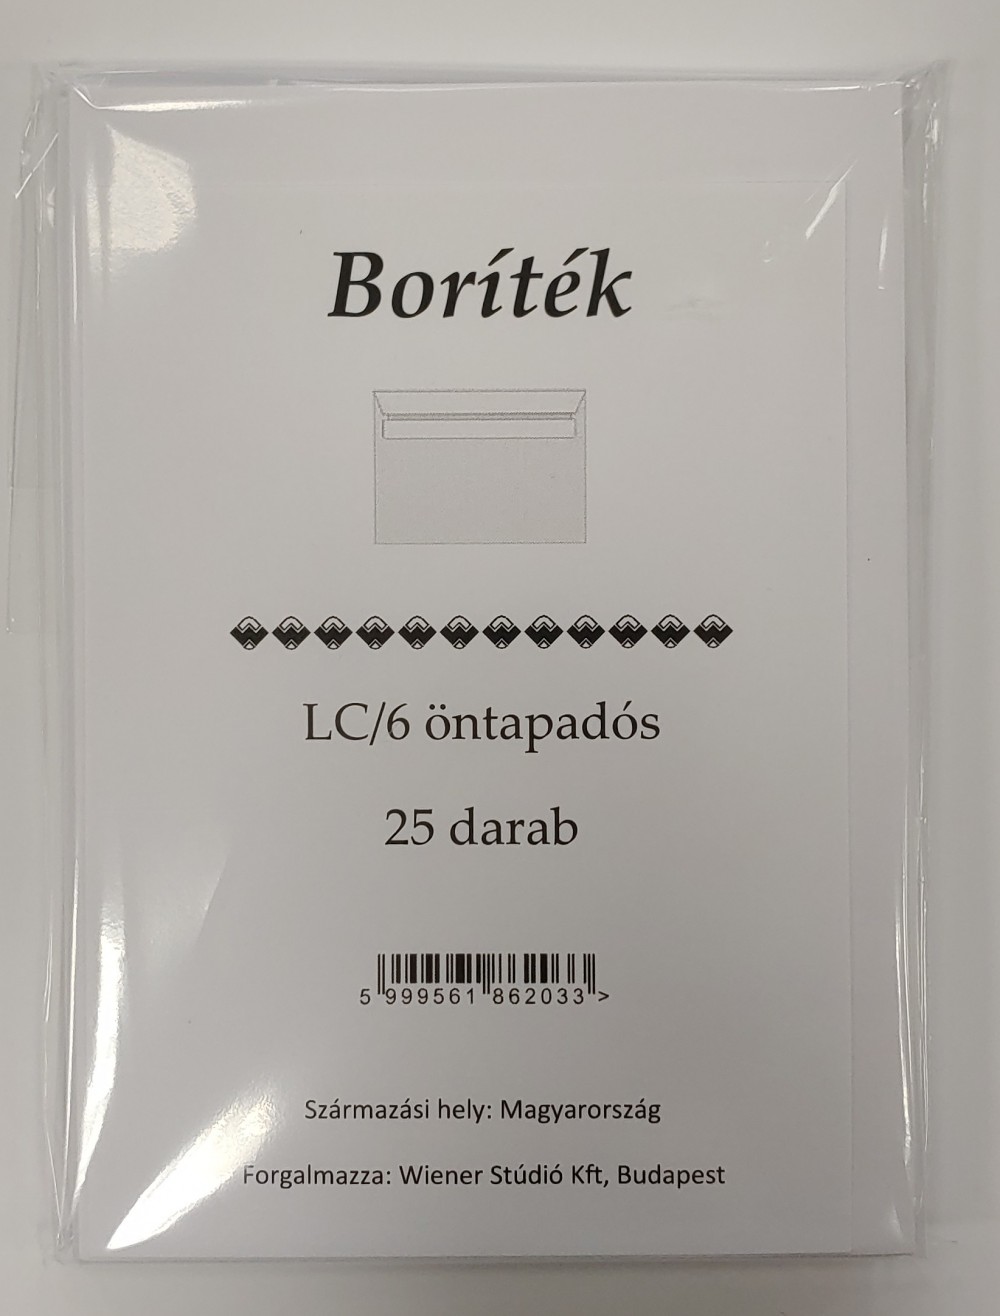 Boríték
LC/6 öntapadós
25 darab
5 999561 862033 >
Származási hely: Magyarország
Forgalmazza: Wiener Stúdió Kft, Budapest